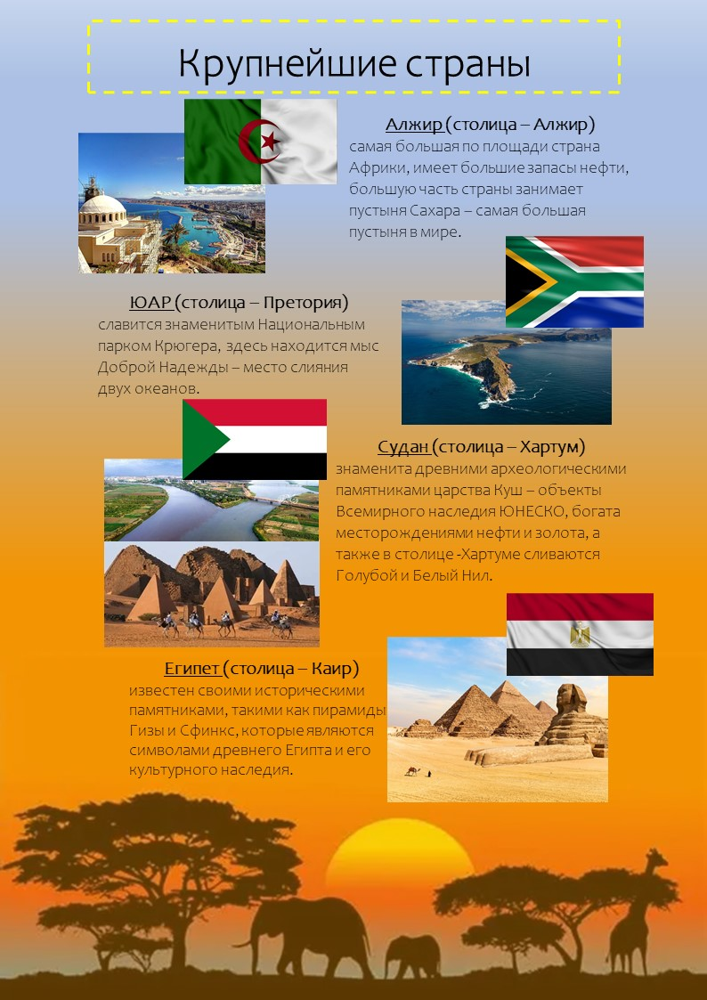 Крупнейшие страны
Алжир (столица – Алжир)
самая большая по площади страна
Африки, имеет большие запасы нефти,
большую часть страны занимает
пустыня Сахара – самая большая
пустыня в мире.
ЮАР (столица – Претория)
славится знаменитым Национальным
парком Крюгера, здесь находится мыс
Доброй Надежды – место слияния
двух океанов.
Судан (столица – Хартум)
знаменита древними археологическими
памятниками царства Куш – объекты
Всемирного наследия ЮНЕСКО, богата
месторождениями нефти и золота, а
также в столице -Хартуме сливаются
Голубой и Белый Нил.
Египет (столица – Каир)
известен своими историческими
памятниками, такими как пирамиды
Гизы и Сфинкс, которые являются
символами древнего Египта и его
культурного наследия.